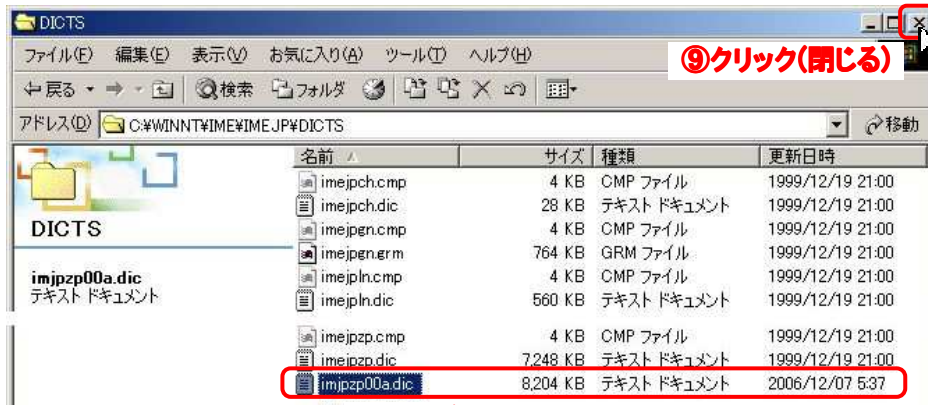 DICTS
ファイル(F) 編集(E) 表示(V) お気に入り(A) ツール(T) ヘルプ(H)
⑨クリック(閉じる)
戻る 検索 フォルダ
アドレス(D) C:¥WINNT¥IME¥IMEJP¥DICTS 移動
名前 サイズ 種類 更新日時
imejpch.cmp 4 KB CMP ファイル 1999/12/19 21:00
imejpch.dic 28 KB テキスト ドキュメント 1999/12/19 21:00
imejpgn.cmp 4 KB CMP ファイル 1999/12/19 21:00
imejpgn.grm 764 KB GRM ファイル 1999/12/19 21:00
imejpln.cmp 4 KB CMP ファイル 1999/12/19 21:00
imejpln.dic 560 KB テキスト ドキュメント 1999/12/19 21:00
DICTS
imjpzp00a.dic
テキスト ドキュメント
imejpzp.cmp 4 KB CMP ファイル 1999/12/19 21:00
imejpzp.dic 7,248 KB テキスト ドキュメント 1999/12/19 21:00
imjpzp00a.dic 8,204 KB テキスト ドキュメント 2006/12/07 5:37